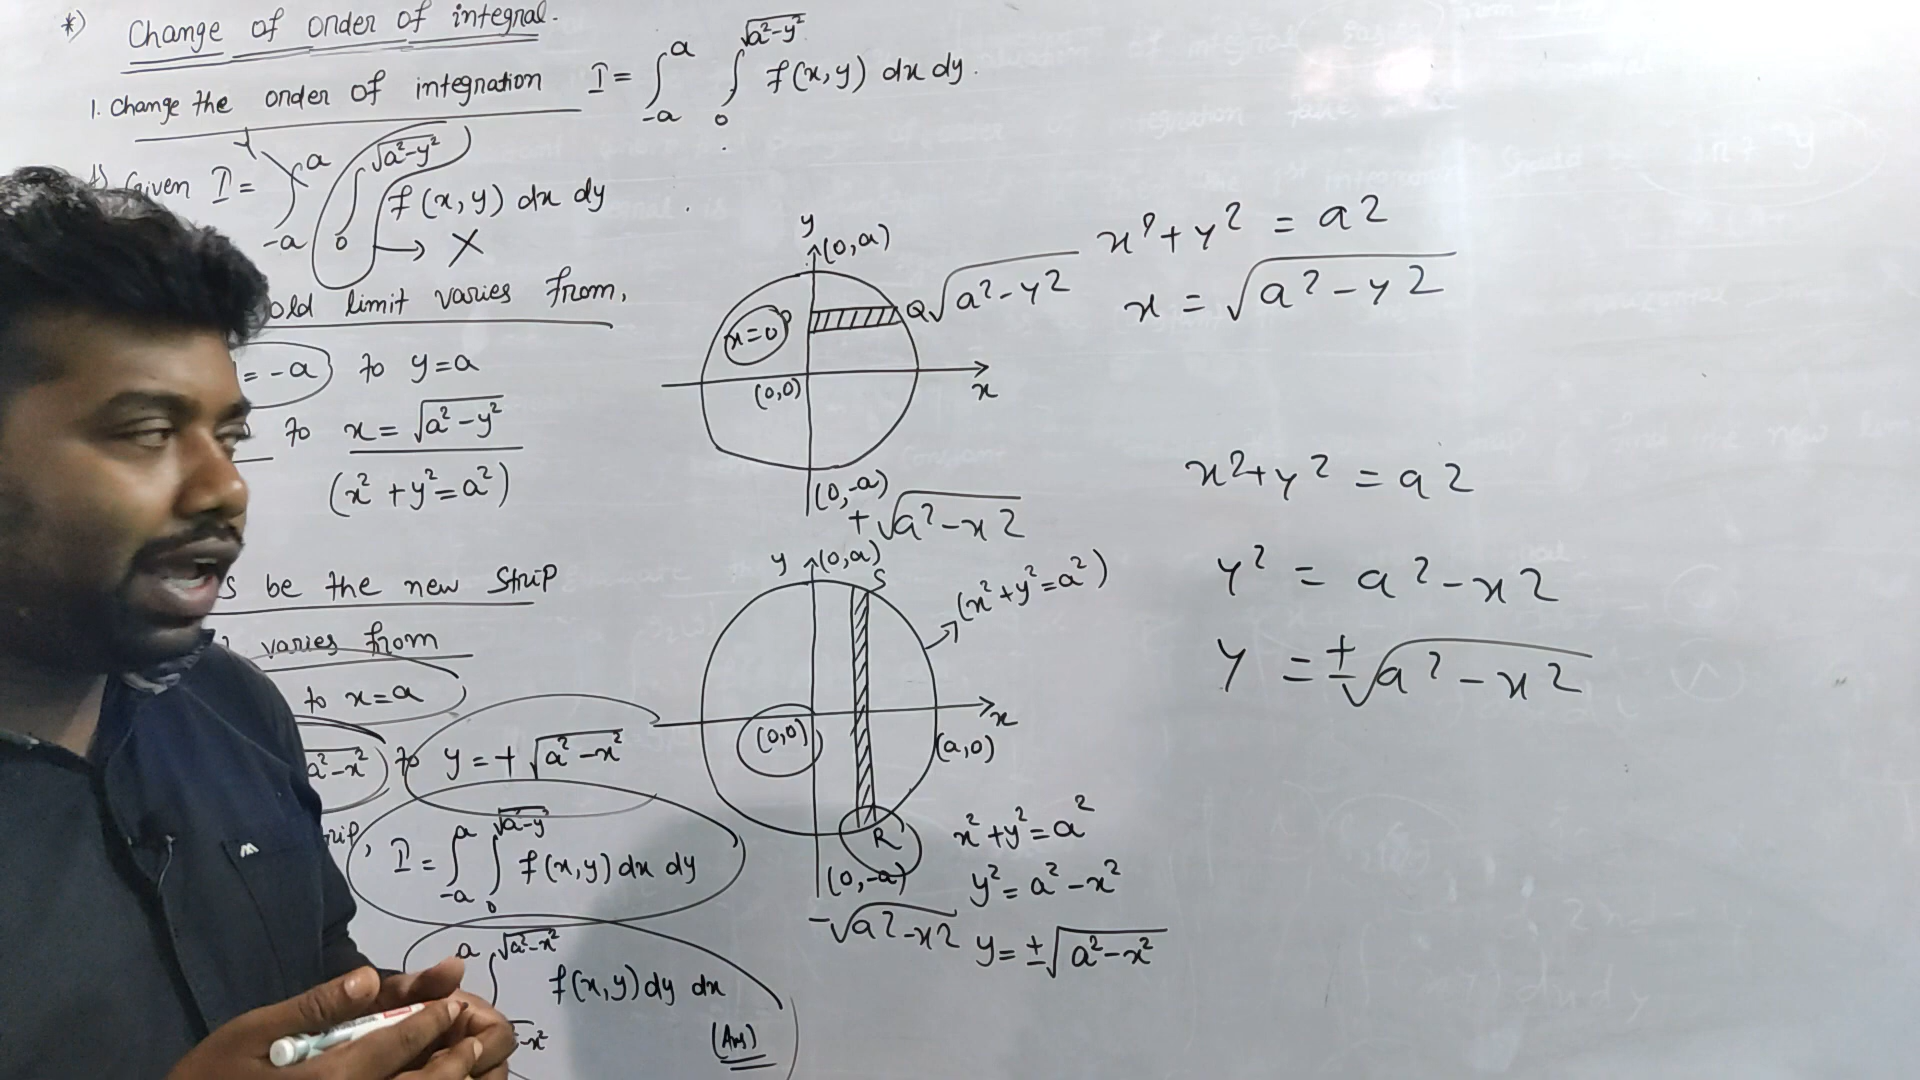 *) Change of order of integral.
1. Change the order of integration I = ∫_{-a}^{a} ∫_{0}^{√a²-y²} f(x,y) dx dy.
Given I = ∫_{-a}^{a} ∫_{0}^{√a²-y²} f(x,y) dx dy
y
→ X
old limit varies from,
= -a to y=a
to x = √a²-y²
(x²+y²=a²)
s be the new strip
varies from
to x=a
a²-x² to y=+√a²-x²
rip, I = ∫_{-a}^{a} ∫_{0}^{√a²-y²} f(x,y) dx dy
a √a²-x²
∫ f(x,y) dy dx
-x²
(Ans)
y
(0,a)
x=0 P
Q √a²-y²
(0,0)
x
(0,-a)
+√a²-x²
y (0,a)
S
(x²+y²=a²)
(0,0)
x
(a,0)
R
(0,-a)
-√a²-x²
x²+y²=a²
y²=a²-x²
y=±√a²-x²
x²+y² = a²
x = √a²-y²
x²+y² = a²
y² = a²-x²
y = ±√a²-x²